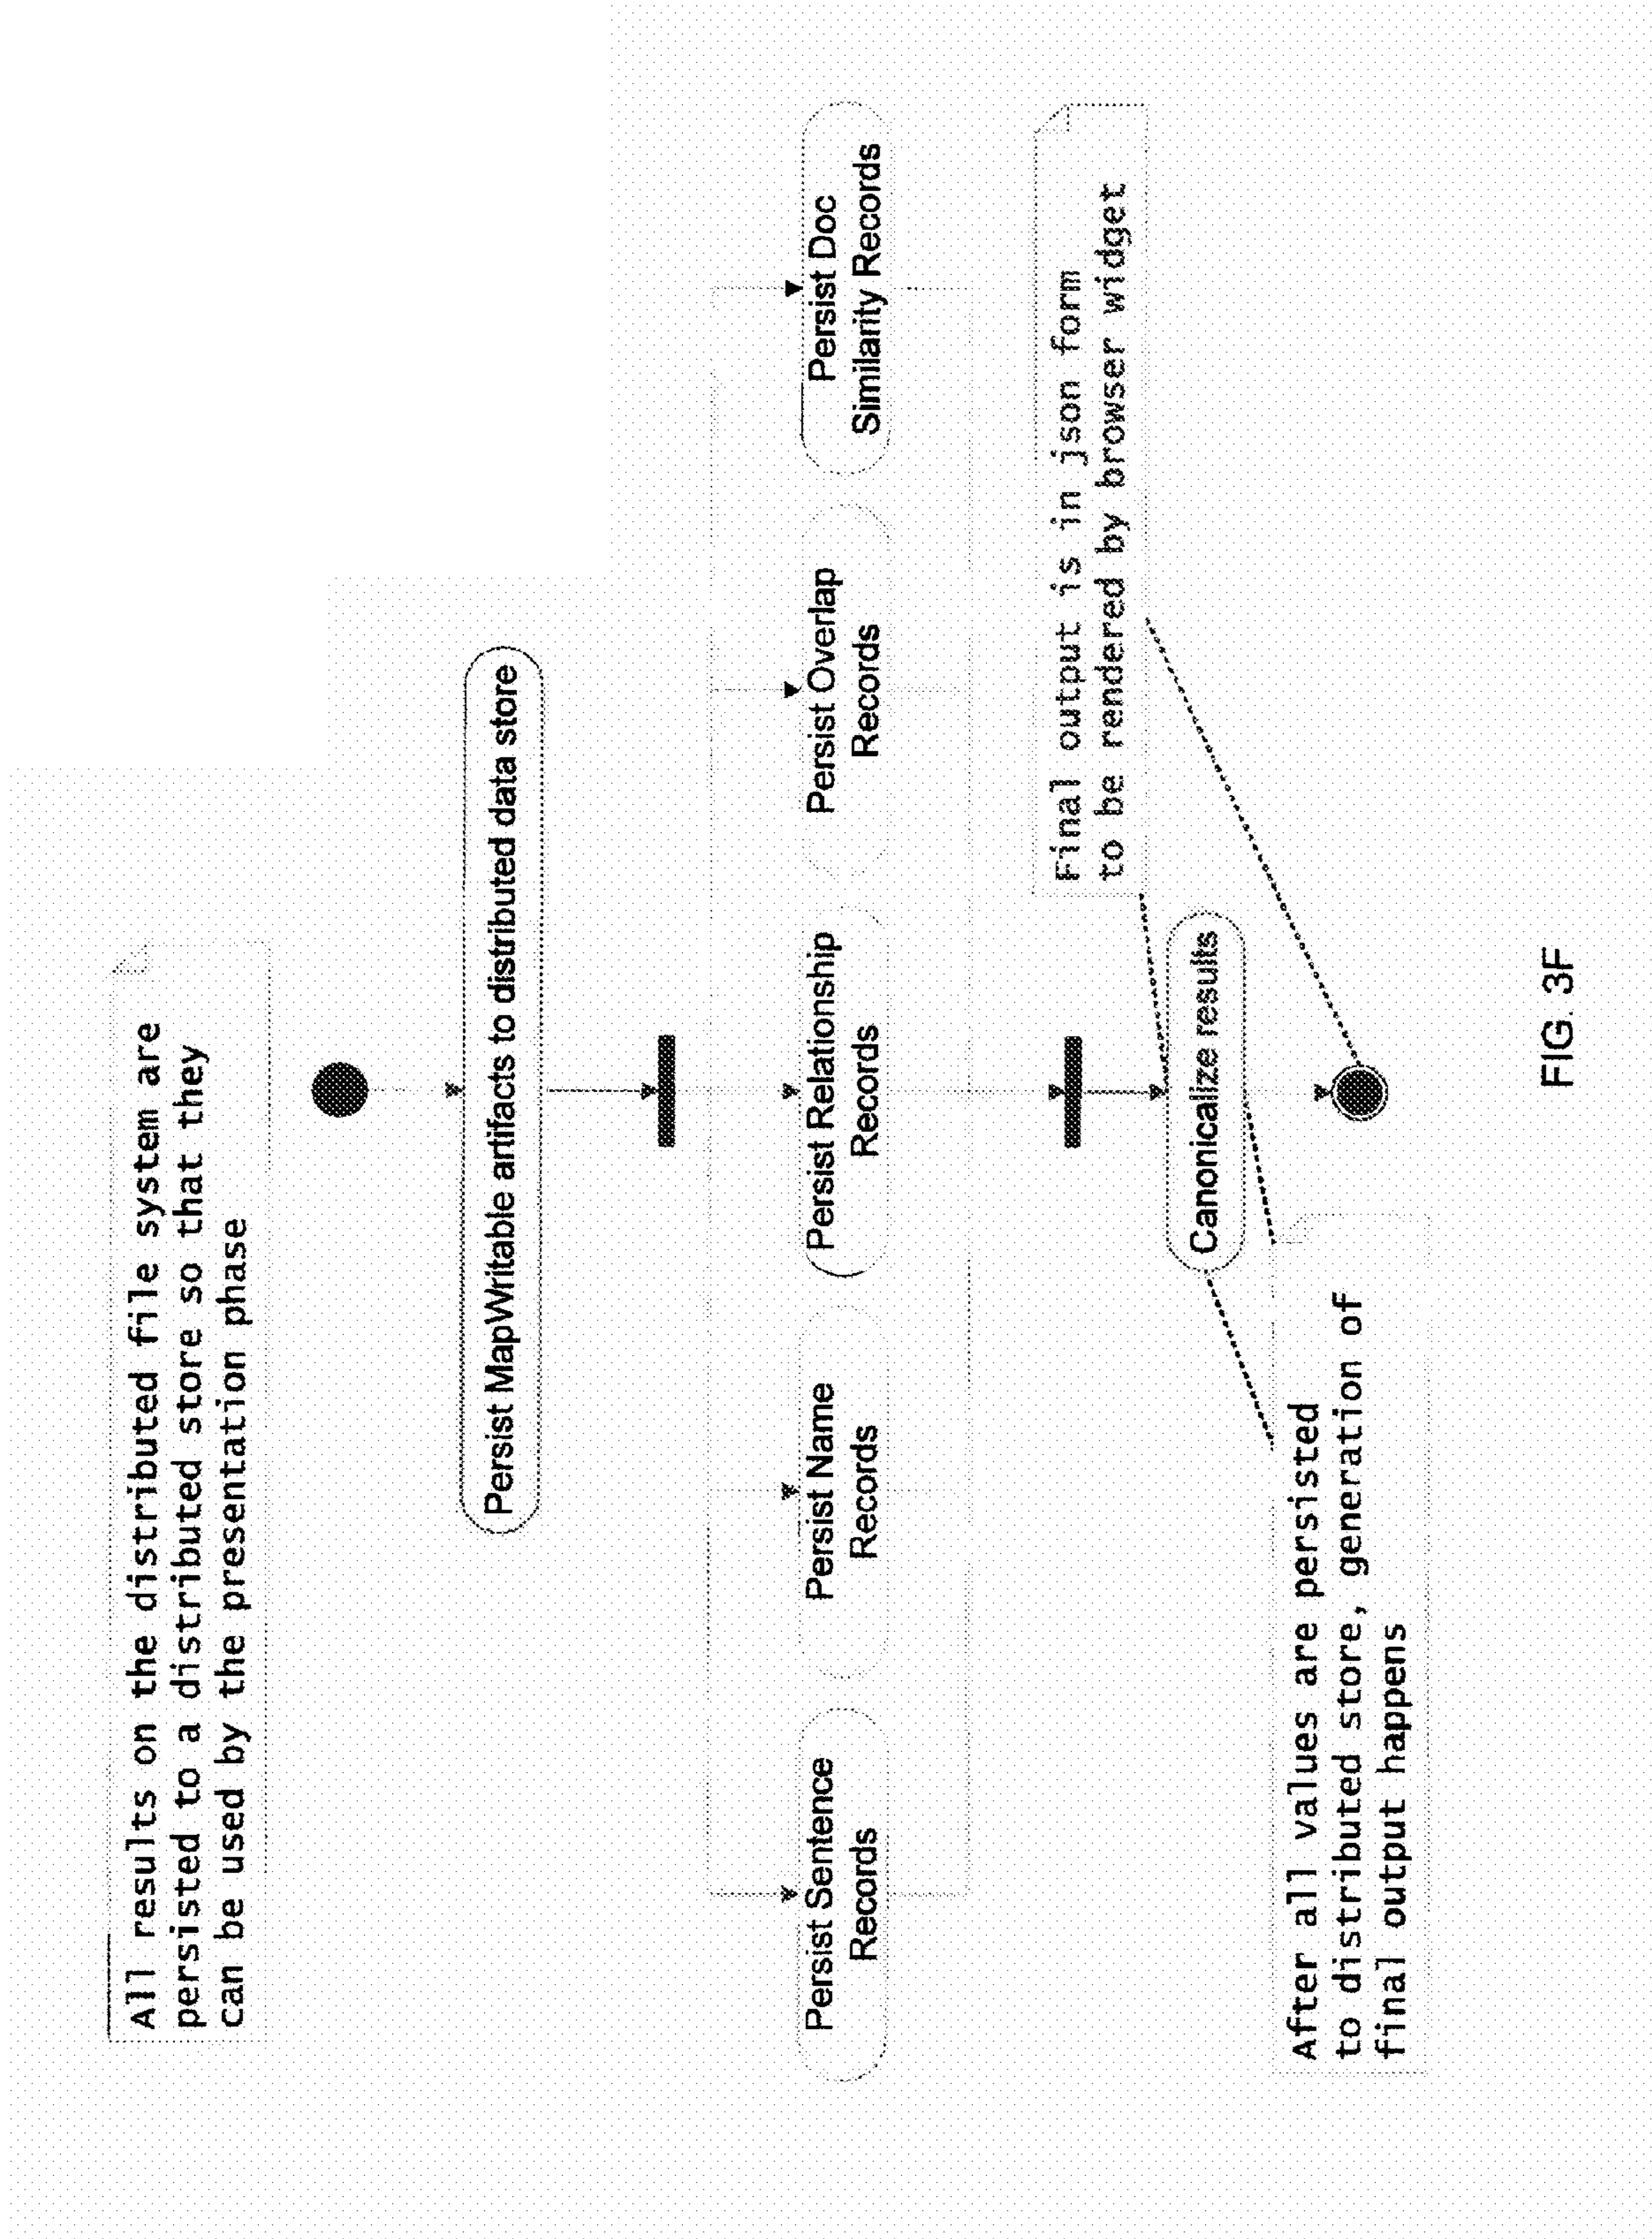 All results on the distributed file system are
persisted to a distributed store so that they
can be used by the presentation phase
Persist MapWritable artifacts to distributed data store
Persist Sentence
Records
Persist Name
Records
Persist Relationship
Records
Persist Overlap
Records
Persist Doc
Similarity Records
Final output is in json form
to be rendered by browser widget
Canonicalize results
After all values are persisted
to distributed store, generation of
final output happens
FIG. 3F